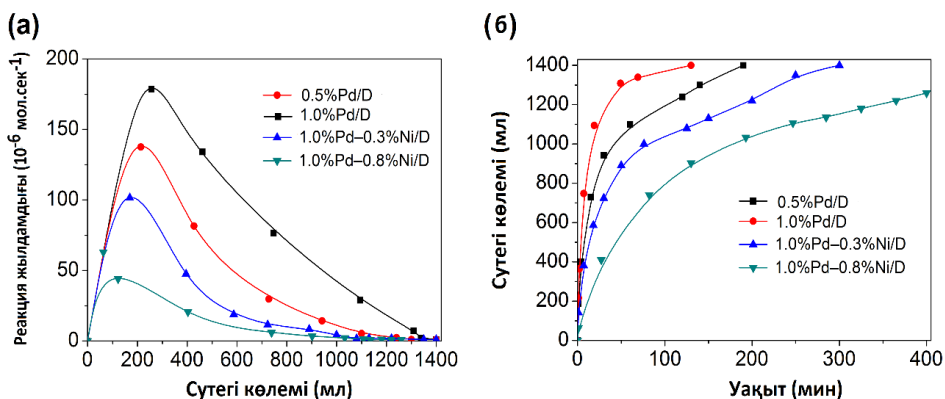 (а)
Реакция жылдамдығы (10⁻⁶ мол.сек⁻¹)
200
150
100
50
0
0.5%Pd/D
1.0%Pd/D
1.0%Pd–0.3%Ni/D
1.0%Pd–0.8%Ni/D
0 200 400 600 800 1000 1200 1400
Сутегі көлемі (мл)
(б)
Сутегі көлемі (мл)
1400
1200
1000
800
600
400
1400
0
0.5%Pd/D
1.0%Pd/D
1.0%Pd–0.3%Ni/D
1.0%Pd–0.8%Ni/D
0 100 200 300 400
Уақыт (мин)